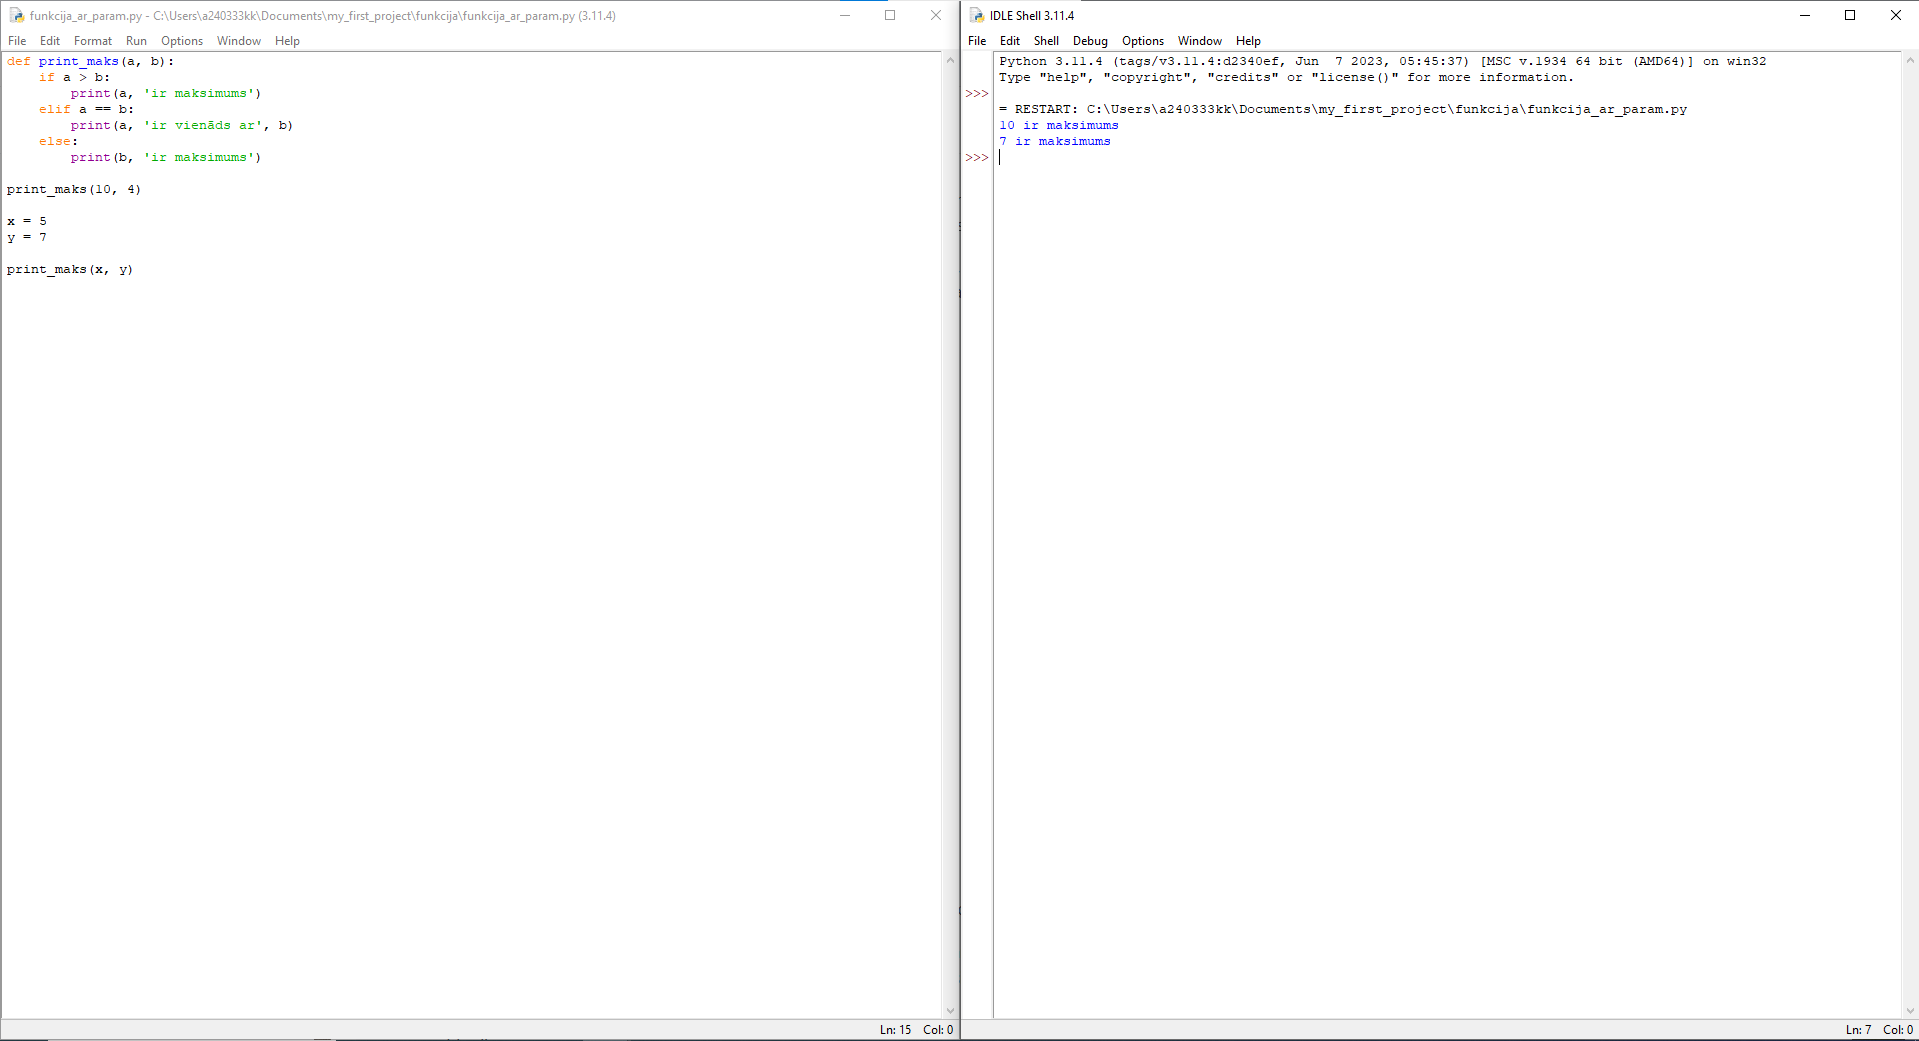 funkcija_ar_param.py - C:\Users\a240333kk\Documents\my_first_project\funkcija\funkcija_ar_param.py (3.11.4)
File Edit Format Run Options Window Help
def print_maks(a, b):
    if a > b:
        print(a, 'ir maksimums')
    elif a == b:
        print(a, 'ir vienāds ar', b)
    else:
        print(b, 'ir maksimums')
print_maks(10, 4)
x = 5
y = 7
print_maks(x, y)
Ln: 15 Col: 0
IDLE Shell 3.11.4
File Edit Shell Debug Options Window Help
Python 3.11.4 (tags/v3.11.4:d2340ef, Jun  7 2023, 05:45:37) [MSC v.1934 64 bit (AMD64)] on win32
Type "help", "copyright", "credits" or "license()" for more information.
>>>
= RESTART: C:\Users\a240333kk\Documents\my_first_project\funkcija\funkcija_ar_param.py
10 ir maksimums
7 ir maksimums
>>>
Ln: 7 Col: 0